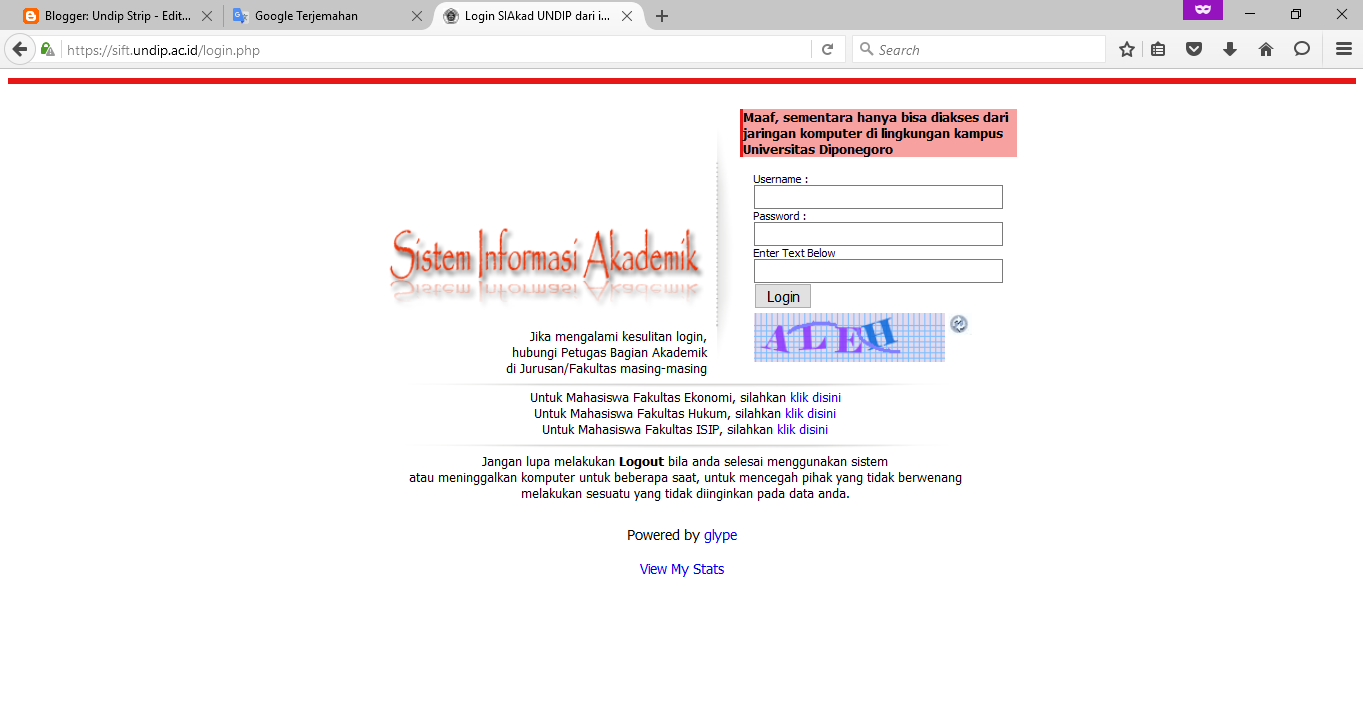 Blogger: Undip Strip - Edit...
Google Terjemahan
Login SIAkad UNDIP dari i...
https://sift.undip.ac.id/login.php
Search
Maaf, sementara hanya bisa diakses dari
jaringan komputer di lingkungan kampus
Universitas Diponegoro
Username :
Password :
Enter Text Below
Login
ALEH
Sistem Informasi Akademik
Jika mengalami kesulitan login,
hubungi Petugas Bagian Akademik
di Jurusan/Fakultas masing-masing
Untuk Mahasiswa Fakultas Ekonomi, silahkan klik disini
Untuk Mahasiswa Fakultas Hukum, silahkan klik disini
Untuk Mahasiswa Fakultas ISIP, silahkan klik disini
Jangan lupa melakukan Logout bila anda selesai menggunakan sistem
atau meninggalkan komputer untuk beberapa saat, untuk mencegah pihak yang tidak berwenang
melakukan sesuatu yang tidak diinginkan pada data anda.
Powered by glype
View My Stats